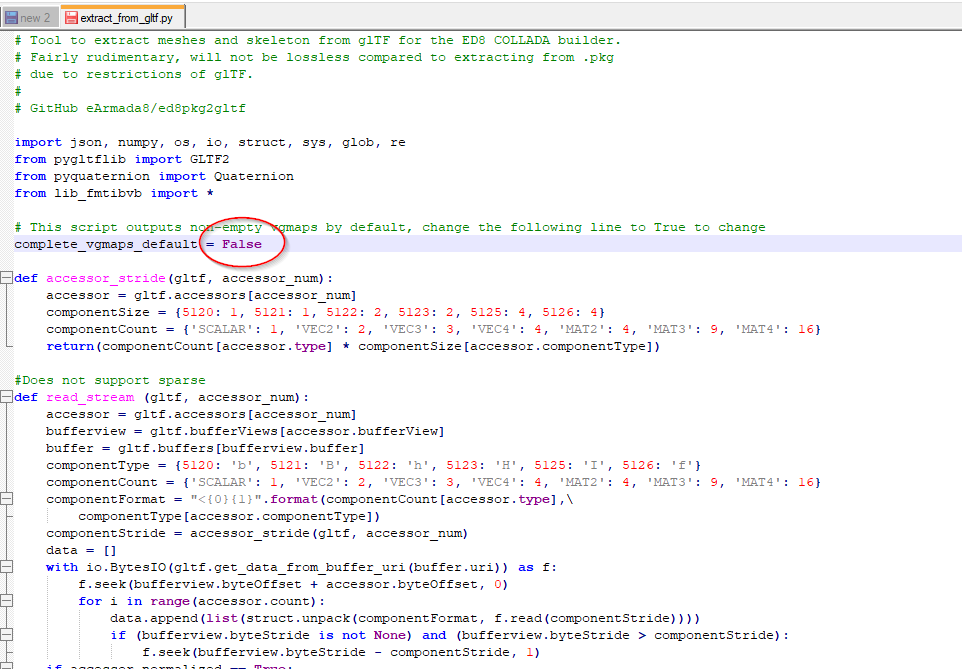 new 2 extract_from_gltf.py
# Tool to extract meshes and skeleton from glTF for the ED8 COLLADA builder.
# Fairly rudimentary, will not be lossless compared to extracting from .pkg
# due to restrictions of glTF.
#
# GitHub eArmada8/ed8pkg2gltf
import json, numpy, os, io, struct, sys, glob, re
from pygltflib import GLTF2
from pyquaternion import Quaternion
from lib_fmtibvb import *
# This script outputs non-empty vgmaps by default, change the following line to True to change
complete_vgmaps_default = False
def accessor_stride(gltf, accessor_num):
accessor = gltf.accessors[accessor_num]
componentSize = {5120: 1, 5121: 1, 5122: 2, 5123: 2, 5125: 4, 5126: 4}
componentCount = {'SCALAR': 1, 'VEC2': 2, 'VEC3': 3, 'VEC4': 4, 'MAT2': 4, 'MAT3': 9, 'MAT4': 16}
return(componentCount[accessor.type] * componentSize[accessor.componentType])
#Does not support sparse
def read_stream (gltf, accessor_num):
accessor = gltf.accessors[accessor_num]
bufferview = gltf.bufferViews[accessor.bufferView]
buffer = gltf.buffers[bufferview.buffer]
componentType = {5120: 'b', 5121: 'B', 5122: 'h', 5123: 'H', 5125: 'I', 5126: 'f'}
componentCount = {'SCALAR': 1, 'VEC2': 2, 'VEC3': 3, 'VEC4': 4, 'MAT2': 4, 'MAT3': 9, 'MAT4': 16}
componentFormat = "<{0}{1}".format(componentCount[accessor.type],\
componentType[accessor.componentType])
componentStride = accessor_stride(gltf, accessor_num)
data = []
with io.BytesIO(gltf.get_data_from_buffer_uri(buffer.uri)) as f:
f.seek(bufferview.byteOffset + accessor.byteOffset, 0)
for i in range(accessor.count):
data.append(list(struct.unpack(componentFormat, f.read(componentStride))))
if (bufferview.byteStride is not None) and (bufferview.byteStride > componentStride):
f.seek(bufferview.byteStride - componentStride, 1)
if accessor.normalized == True: